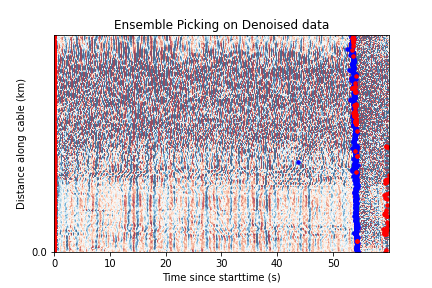 Ensemble Picking on Denoised data
Distance along cable (km)
0.0
0 10 20 30 40 50
Time since starttime (s)